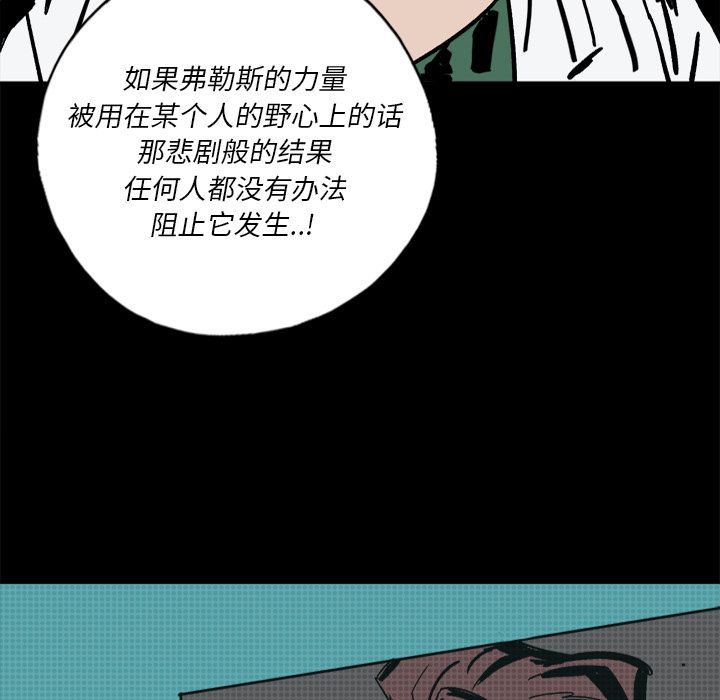 如果弗勒斯的力量
被用在某个人的野心上的话
那悲剧般的结果
任何人都没有办法
阻止它发生..!